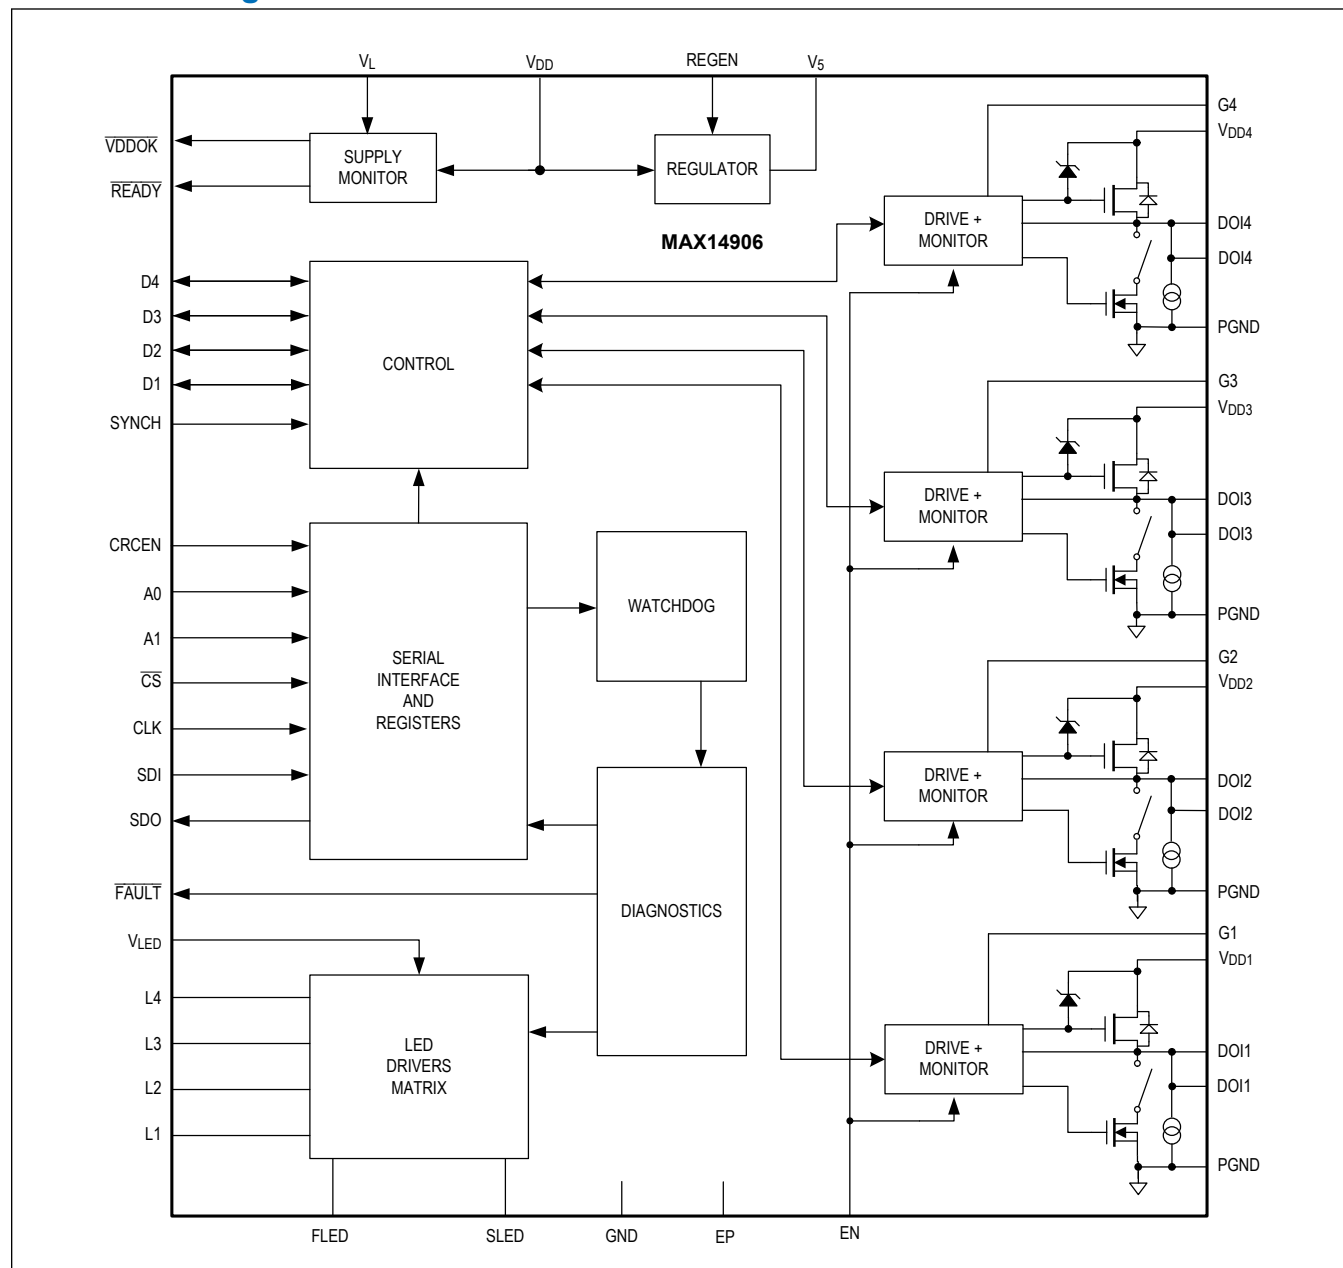 VL
VDD
REGEN
V5
G4
VDD4
VDDOK
READY
SUPPLY
MONITOR
REGULATOR
MAX14906
DRIVE +
MONITOR
DOI4
DOI4
PGND
D4
D3
D2
D1
SYNCH
CONTROL
G3
VDD3
DRIVE +
MONITOR
DOI3
DOI3
PGND
CRCEN
A0
A1
CS
CLK
SDI
SDO
SERIAL
INTERFACE
AND
REGISTERS
WATCHDOG
G2
VDD2
DRIVE +
MONITOR
DOI2
DOI2
PGND
FAULT
VLED
DIAGNOSTICS
L4
L3
L2
L1
LED
DRIVERS
MATRIX
G1
VDD1
DRIVE +
MONITOR
DOI1
DOI1
PGND
FLED
SLED
GND
EP
EN